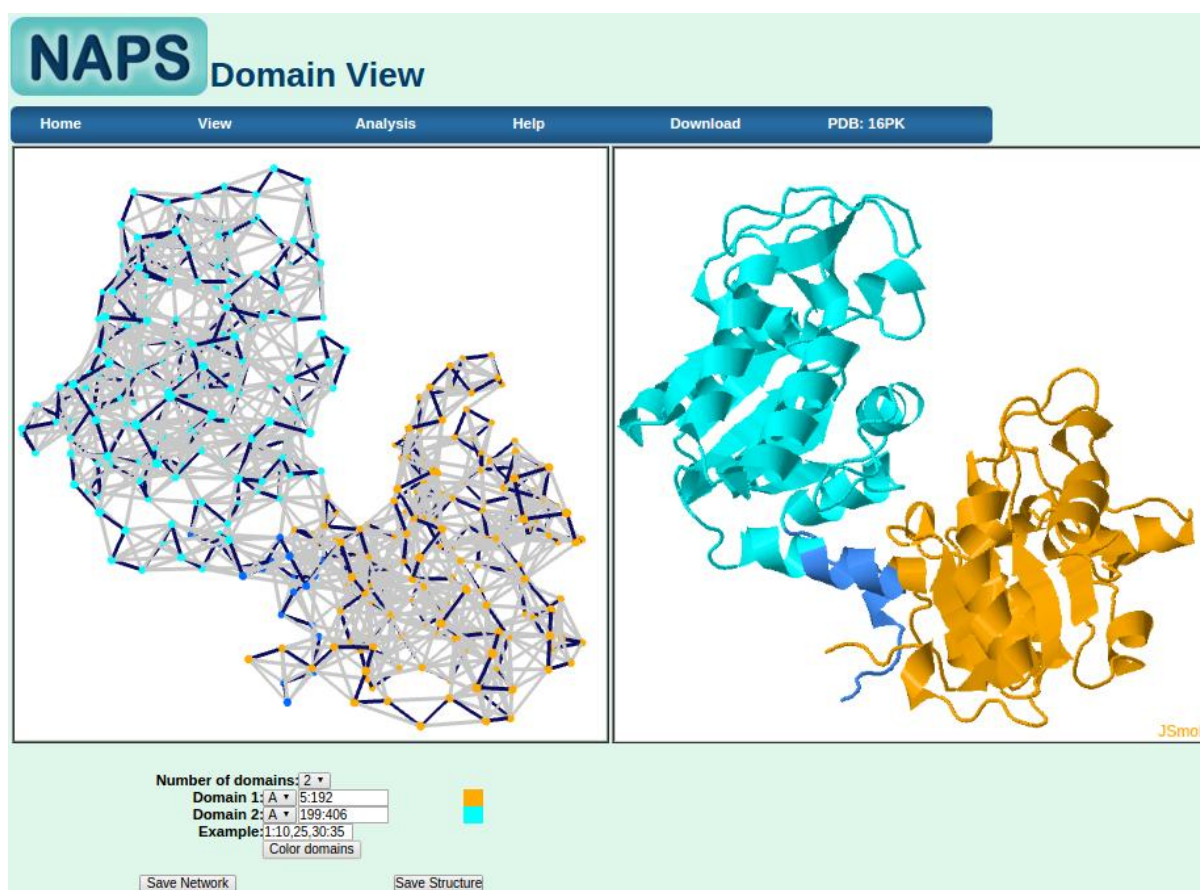 NAPS Domain View
Home View Analysis Help Download PDB: 16PK
JSmo
Number of domains: 2
Domain 1: A 5:192
Domain 2: A 199:406
Example: 1:10,25,30:35
Color domains
Save Network Save Structure